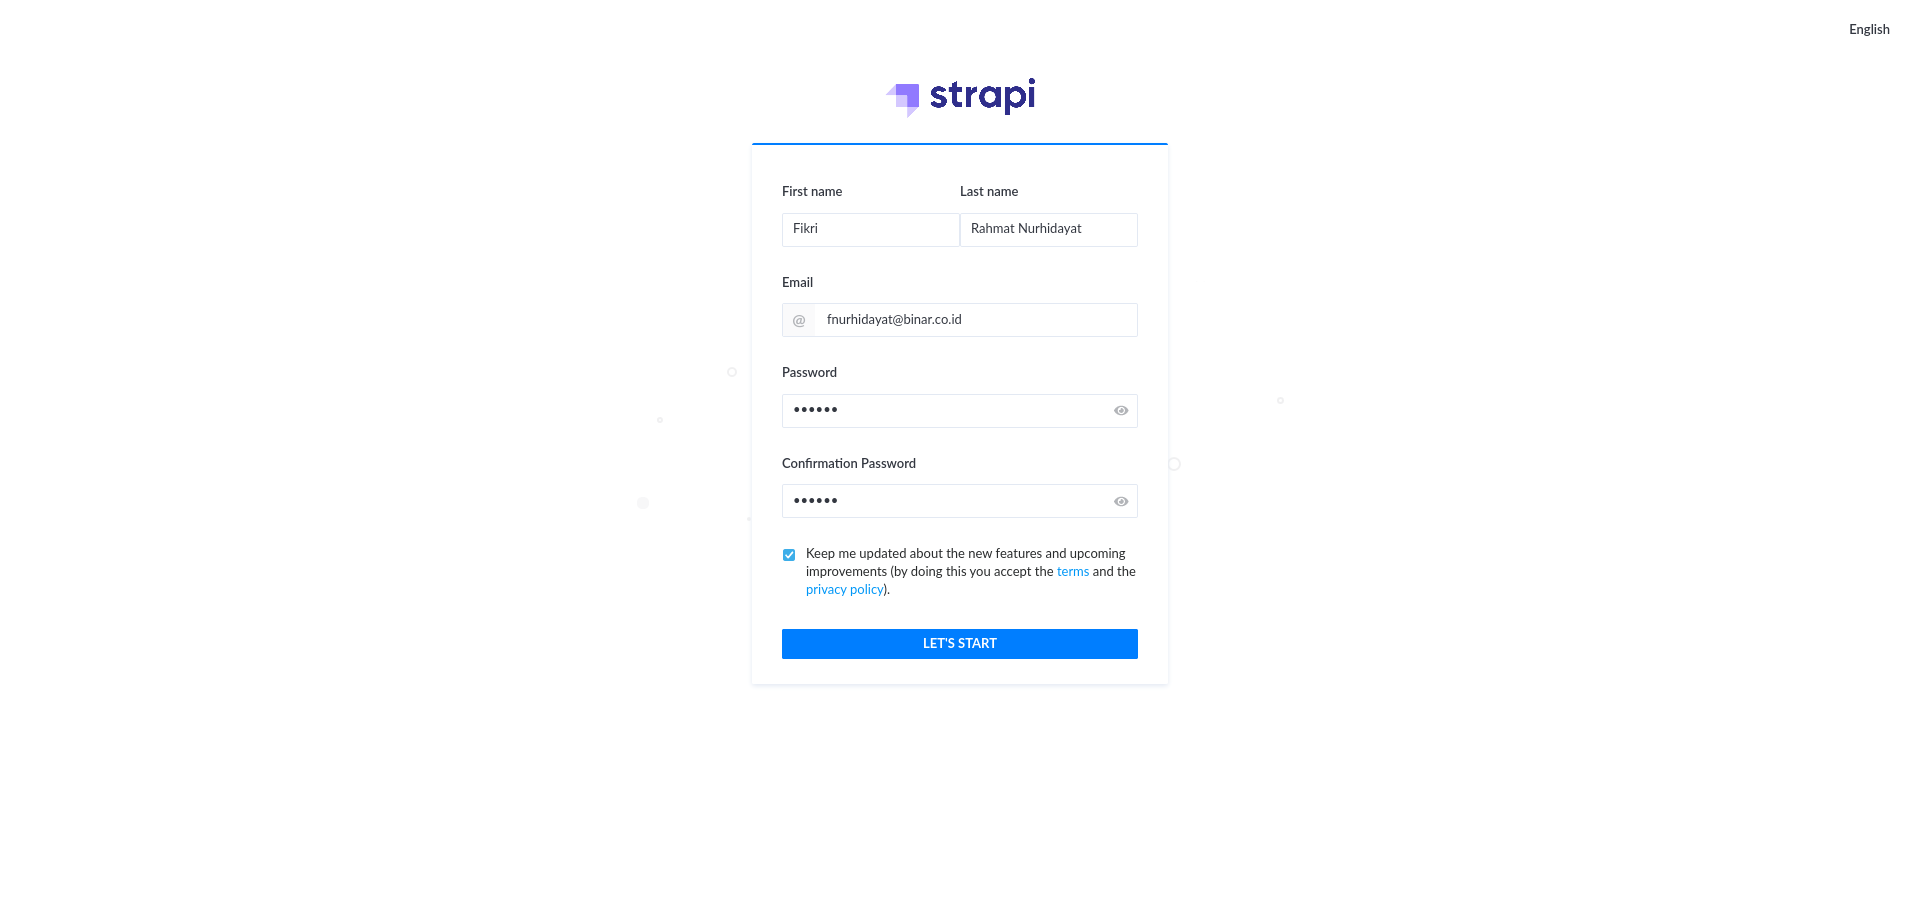 English
strapi
First name Last name
Fikri Rahmat Nurhidayat
Email
@ fnurhidayat@binar.co.id
Password
••••••
Confirmation Password
••••••
Keep me updated about the new features and upcoming
improvements (by doing this you accept the terms and the
privacy policy).
LET'S START